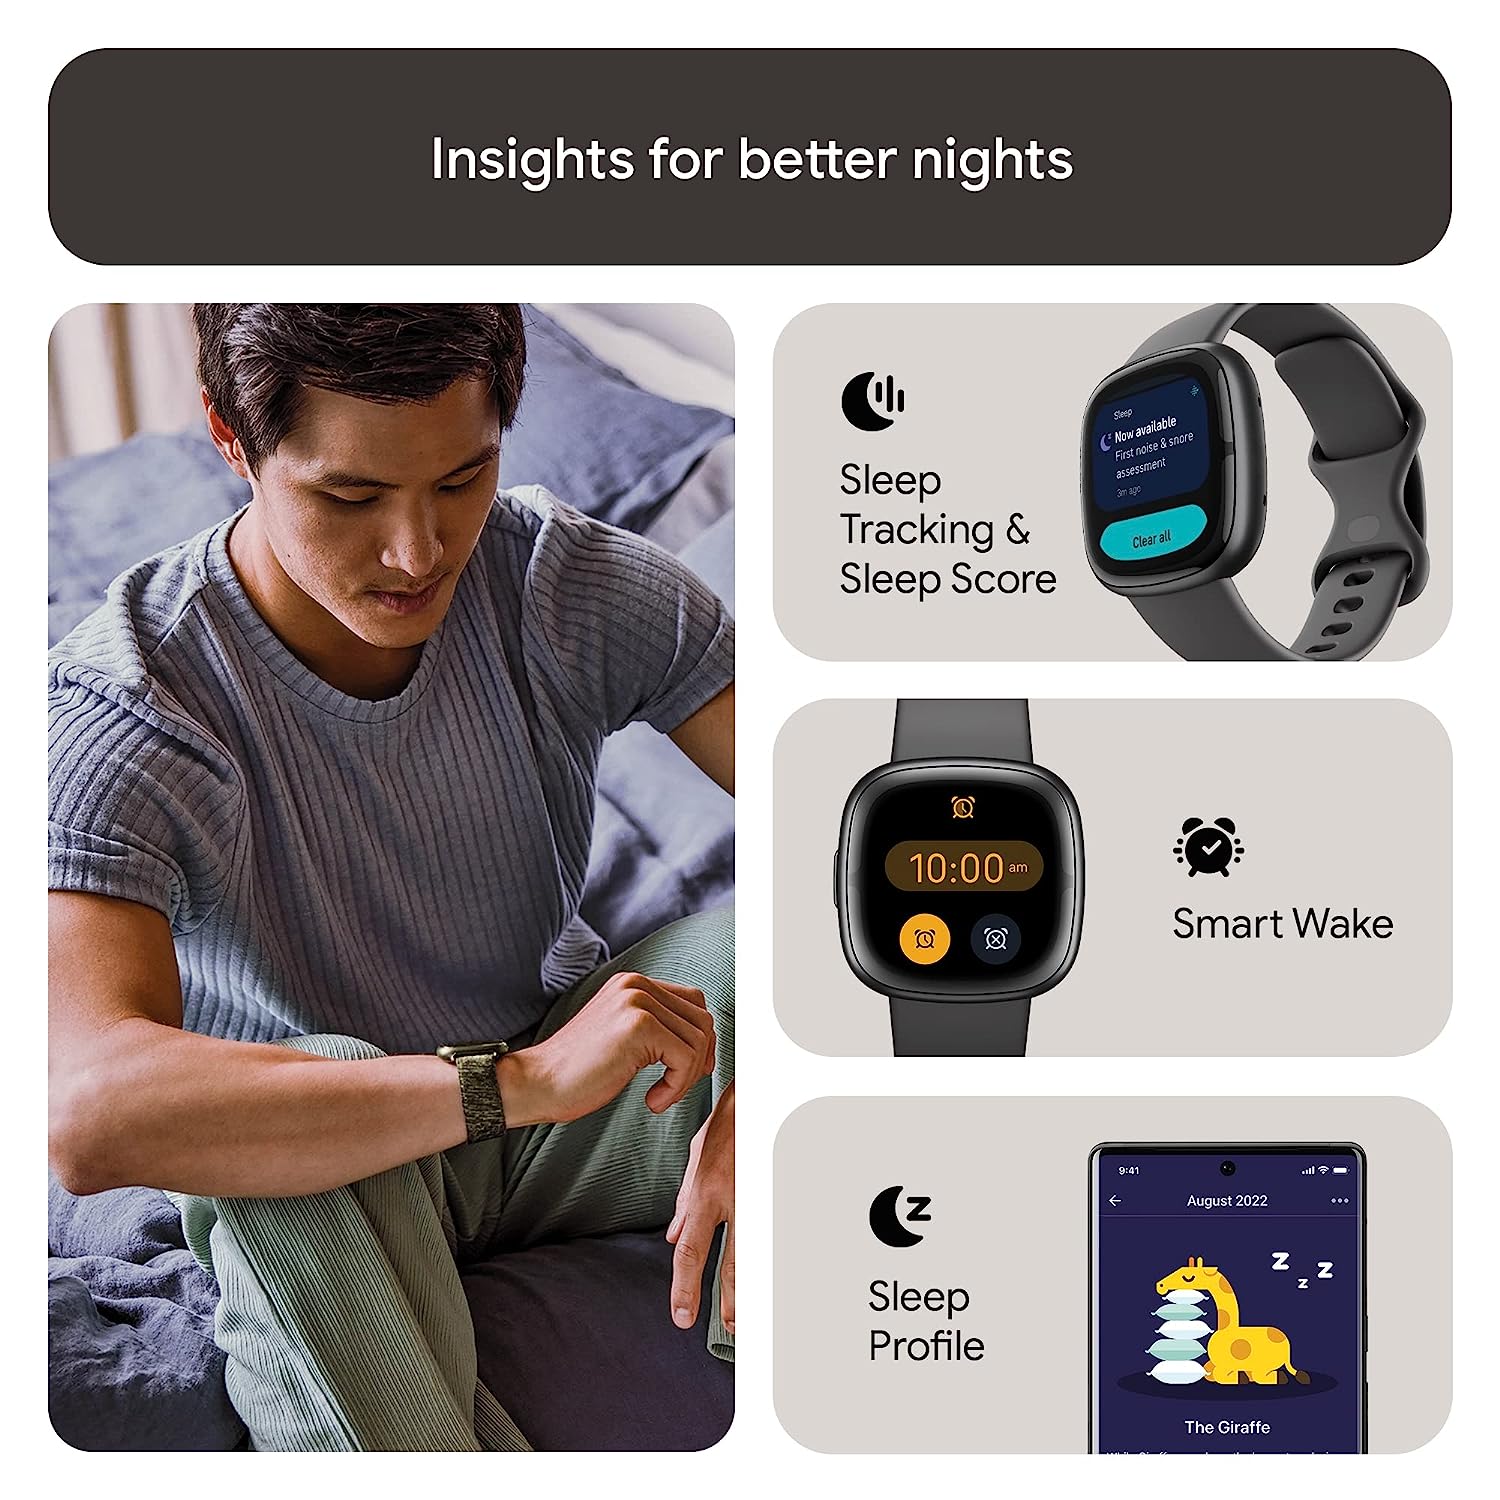 Insights for better nights
Sleep
Tracking &
Sleep Score
Sleep
Now available
First noise & snore
assessment
3m ago
Clear all
10:00 am
Smart Wake
Sleep
Profile
9:41
August 2022
z z z
The Giraffe